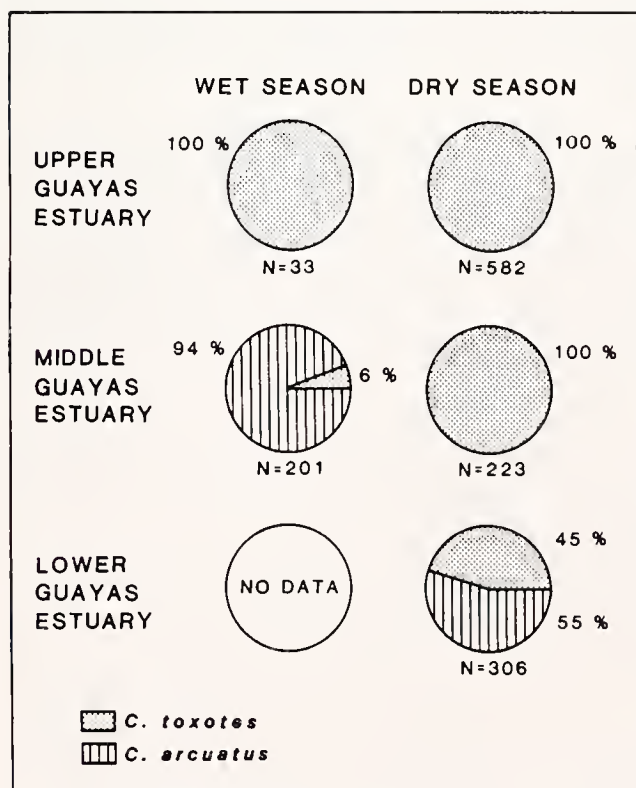 WET SEASON DRY SEASON
UPPER
GUAYAS
ESTUARY
100 %
N=33
100 %
N=582
MIDDLE
GUAYAS
ESTUARY
94 %
6 %
N=201
100 %
N=223
LOWER
GUAYAS
ESTUARY
NO DATA
45 %
55 %
N=306
C. toxotes
C. arcuatus